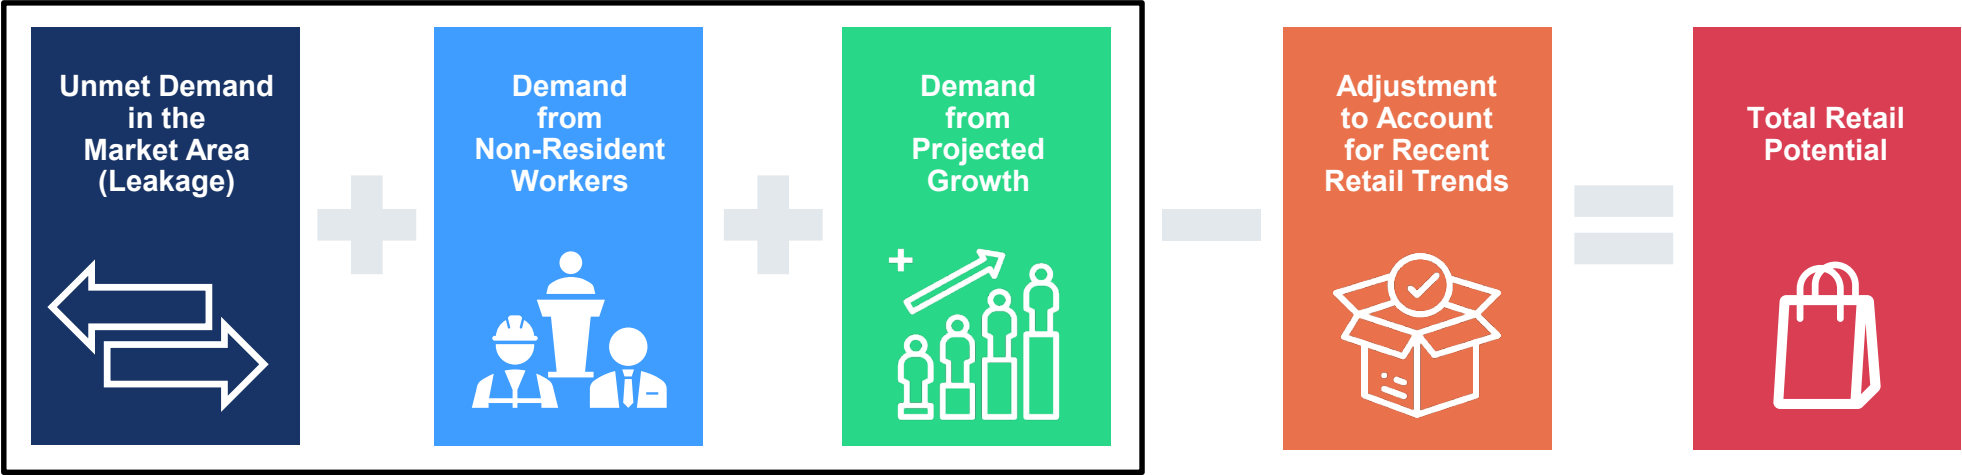 Unmet Demand
in the
Market Area
(Leakage)
Demand
from
Non-Resident
Workers
Demand
from
Projected
Growth
Adjustment
to Account
for Recent
Retail Trends
Total Retail
Potential